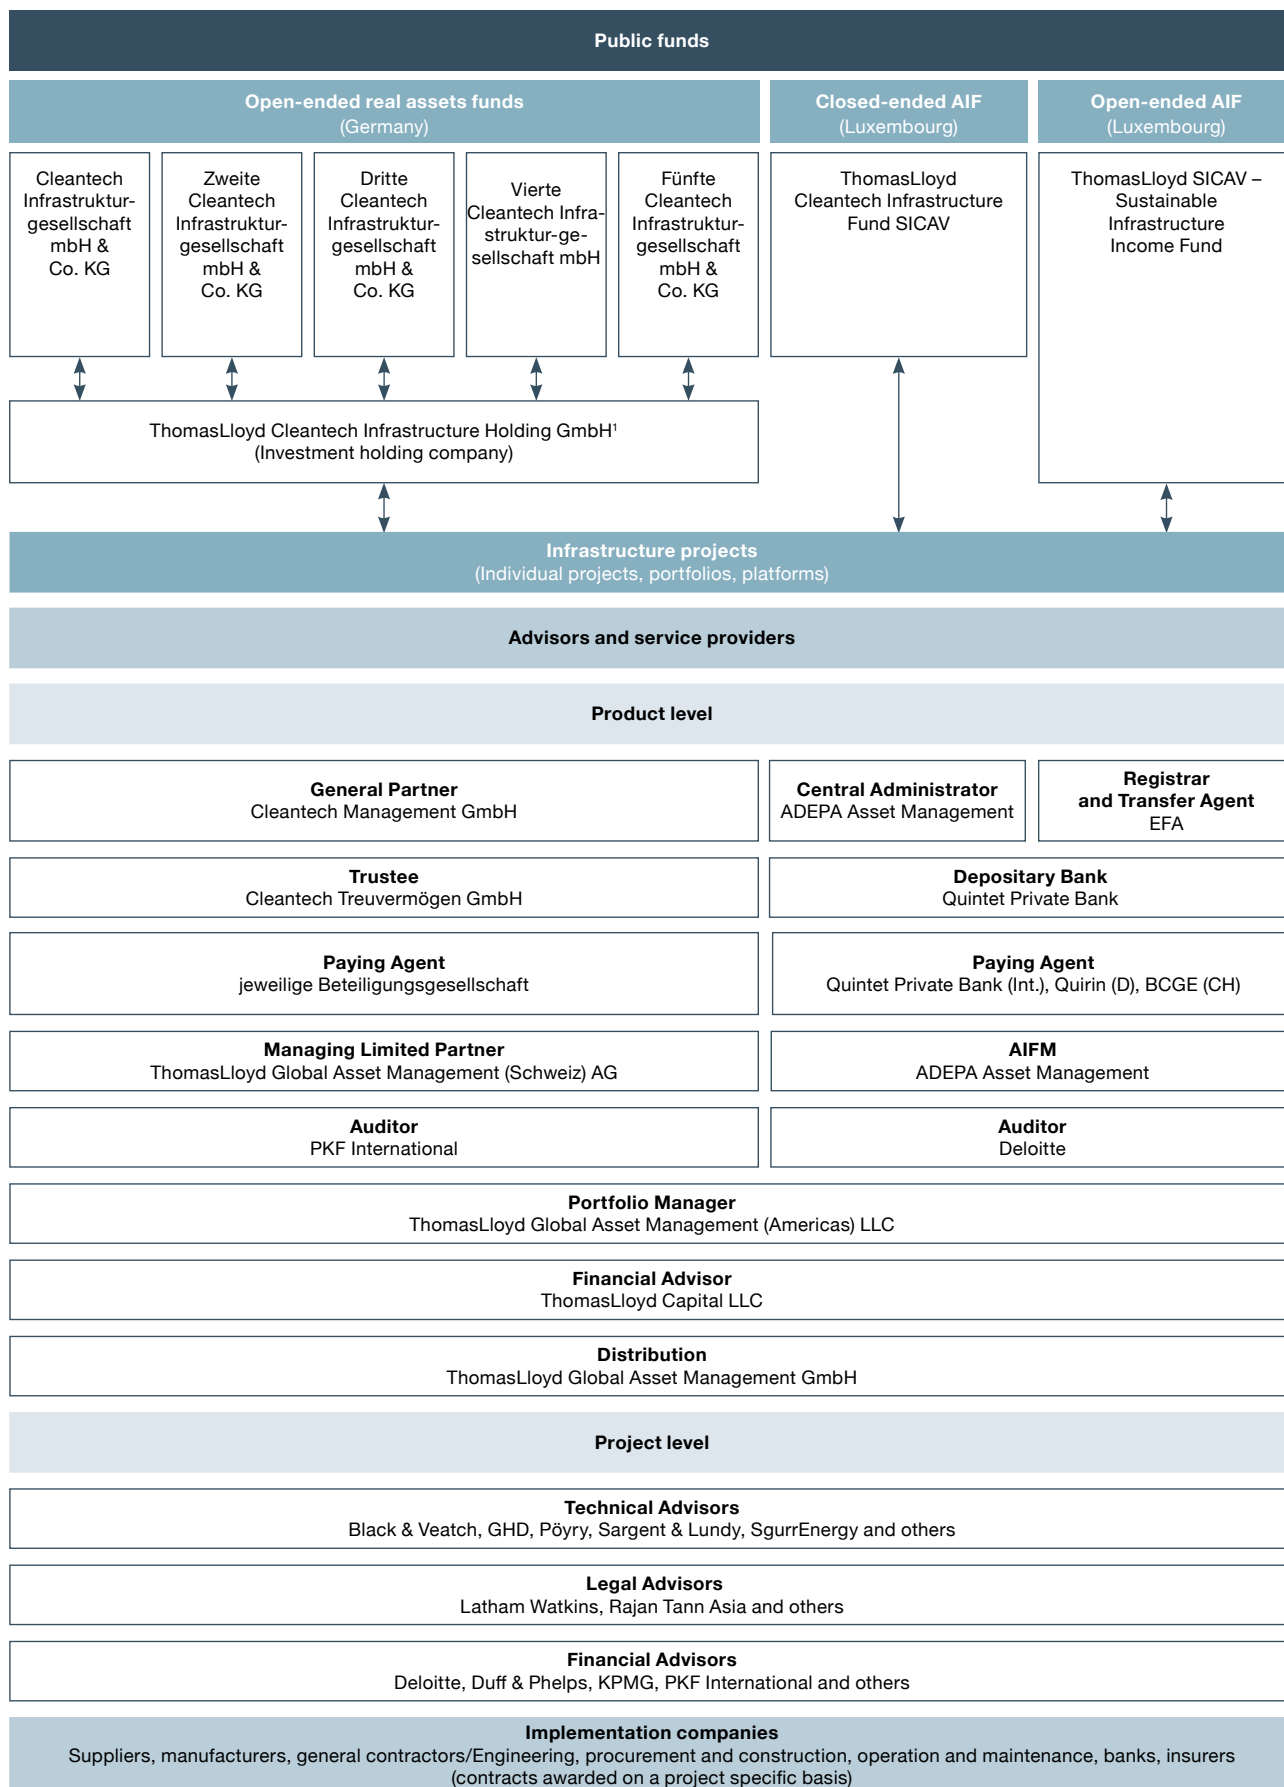 Public funds
Open-ended real assets funds
(Germany)
Closed-ended AIF
(Luxembourg)
Open-ended AIF
(Luxembourg)
Cleantech
Infrastruktur-
gesellschaft
mbH &
Co. KG
Zweite
Cleantech
Infrastruktur-
gesellschaft
mbH &
Co. KG
Dritte
Cleantech
Infrastruktur-
gesellschaft
mbH &
Co. KG
Vierte
Cleantech Infra-
struktur-ge-
sellschaft mbH
Fünfte
Cleantech
Infrastruktur-
gesellschaft
mbH &
Co. KG
ThomasLloyd
Cleantech Infrastructure
Fund SICAV
ThomasLloyd SICAV –
Sustainable
Infrastructure
Income Fund
ThomasLloyd Cleantech Infrastructure Holding GmbH¹
(Investment holding company)
Infrastructure projects
(Individual projects, portfolios, platforms)
Advisors and service providers
Product level
General Partner
Cleantech Management GmbH
Central Administrator
ADEPA Asset Management
Registrar
and Transfer Agent
EFA
Trustee
Cleantech Treuvermögen GmbH
Depositary Bank
Quintet Private Bank
Paying Agent
jeweilige Beteiligungsgesellschaft
Paying Agent
Quintet Private Bank (Int.), Quirin (D), BCGE (CH)
Managing Limited Partner
ThomasLloyd Global Asset Management (Schweiz) AG
AIFM
ADEPA Asset Management
Auditor
PKF International
Auditor
Deloitte
Portfolio Manager
ThomasLloyd Global Asset Management (Americas) LLC
Financial Advisor
ThomasLloyd Capital LLC
Distribution
ThomasLloyd Global Asset Management GmbH
Project level
Technical Advisors
Black & Veatch, GHD, Pöyry, Sargent & Lundy, SgurrEnergy and others
Legal Advisors
Latham Watkins, Rajan Tann Asia and others
Financial Advisors
Deloitte, Duff & Phelps, KPMG, PKF International and others
Implementation companies
Suppliers, manufacturers, general contractors/Engineering, procurement and construction, operation and maintenance, banks, insurers
(contracts awarded on a project specific basis)